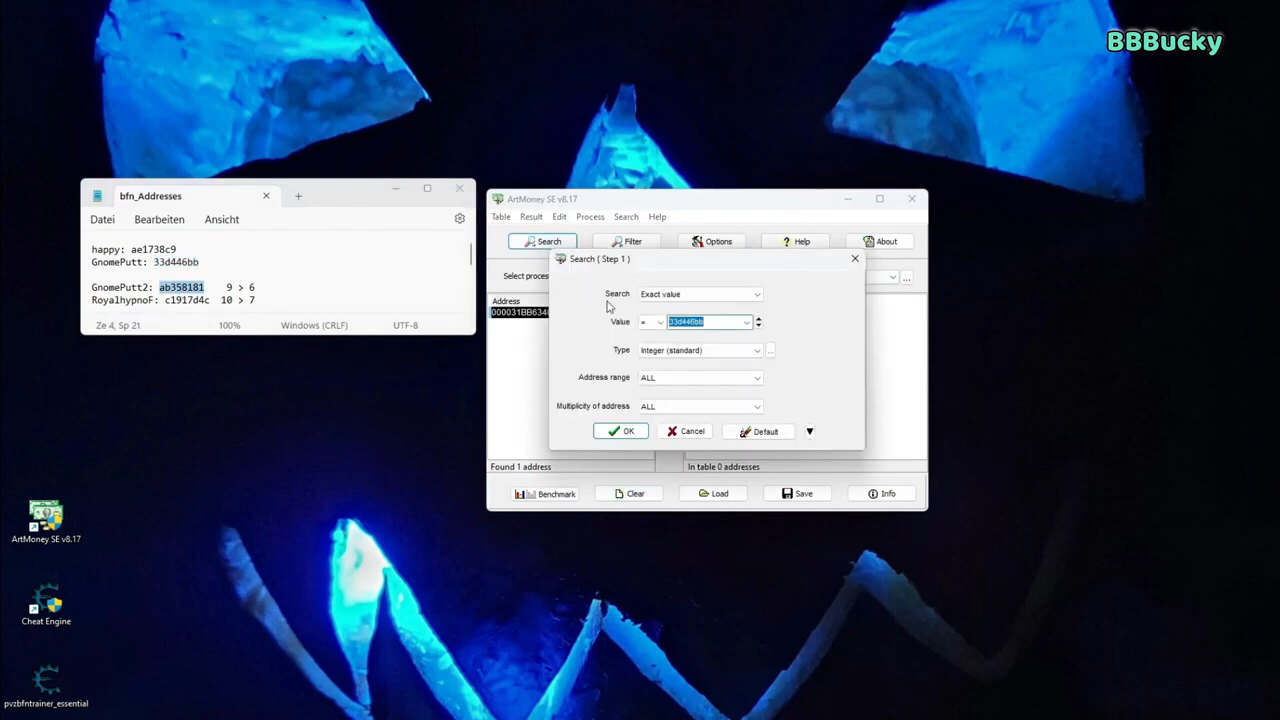 BBBucky
bfn_Addresses
Datei Bearbeiten Ansicht
happy: ae1738c9
GnomePutt: 33d446bb
GnomePutt2: ab358181 9 > 6
RoyalhypnoF: c1917d4c 10 > 7
Ze 4, Sp 21 100% Windows (CRLF) UTF-8
ArtMoney SE v8.17
Table Result Edit Process Search Help
Search Filter Options Help About
Select proces
Address
000031BB634
Search ( Step 1 )
Search Exact value
Value = 33d446bb
Type Integer (standard) ...
Address range ALL
Multiplicity of address ALL
OK Cancel Default
Found 1 address In table 0 addresses
Benchmark Clear Load Save Info
ArtMoney SE v8.17
Cheat Engine
pvzbfntrainer_essential